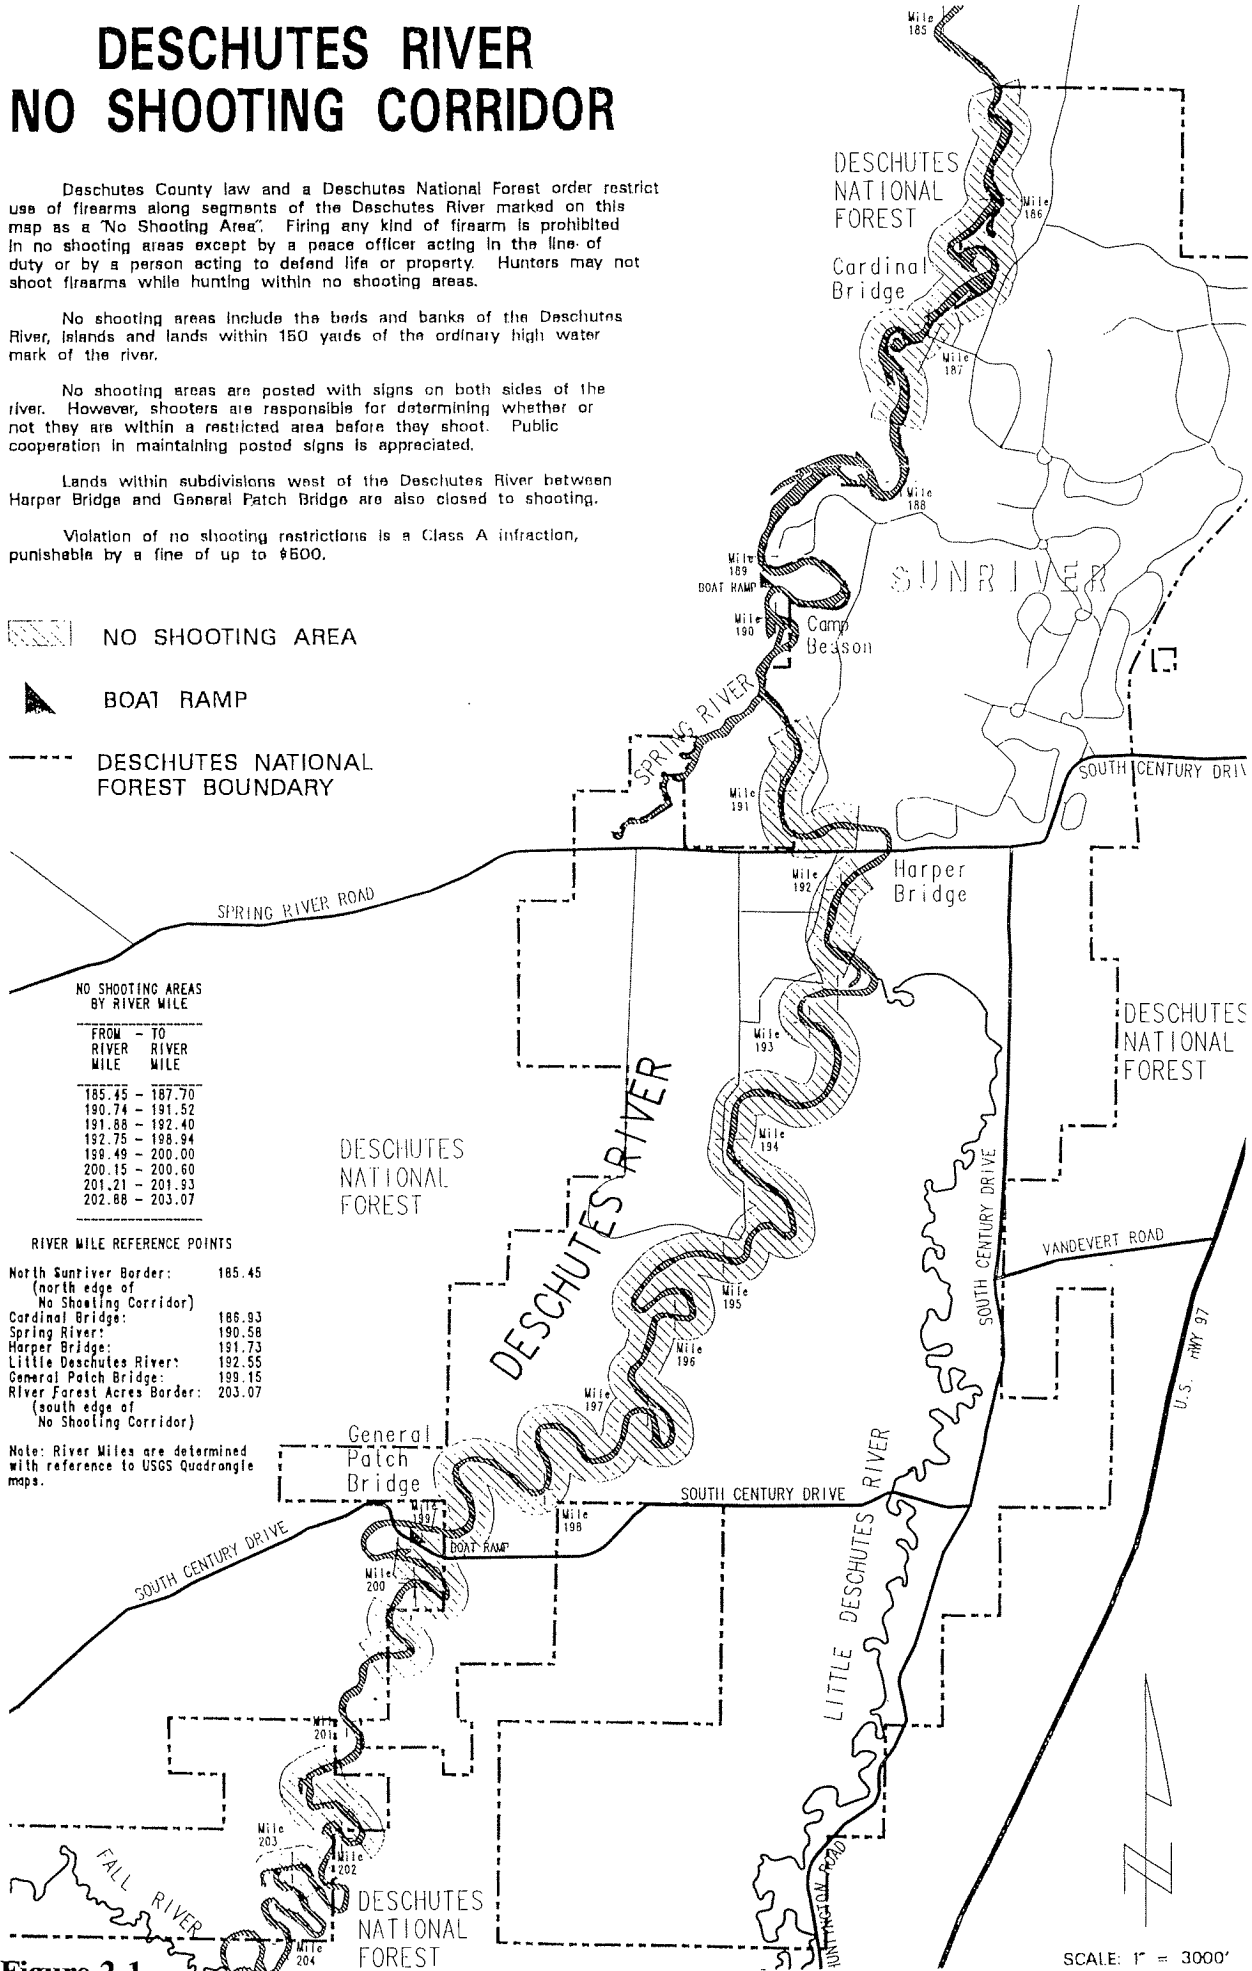 DESCHUTES RIVER
NO SHOOTING CORRIDOR
Deschutes County law and a Deschutes National Forest order restrict
use of firearms along segments of the Deschutes River marked on this
map as a "No Shooting Area". Firing any kind of firearm is prohibited
in no shooting areas except by a peace officer acting in the line of
duty or by a person acting to defend life or property. Hunters may not
shoot firearms while hunting within no shooting areas.
No shooting areas include the beds and banks of the Deschutes
River, islands and lands within 150 yards of the ordinary high water
mark of the river.
No shooting areas are posted with signs on both sides of the
river. However, shooters are responsible for determining whether or
not they are within a restricted area before they shoot. Public
cooperation in maintaining posted signs is appreciated.
Lands within subdivisions west of the Deschutes River between
Harper Bridge and General Patch Bridge are also closed to shooting.
Violation of no shooting restrictions is a Class A infraction,
punishable by a fine of up to $500.
NO SHOOTING AREA
BOAT RAMP
DESCHUTES NATIONAL
FOREST BOUNDARY
Mile
185
DESCHUTES
NATIONAL
FOREST
Mile
186
Cardinal
Bridge
Mile
187
Mile
188
Mile
189
BOAT RAMP
SUNRIVER
Mile
190
Camp
Besson
SPRING RIVER
SOUTH CENTURY DRIV
Mile
191
Mile
192
Harper
Bridge
SPRING RIVER ROAD
NO SHOOTING AREAS
BY RIVER MILE
FROM - TO
RIVER RIVER
MILE MILE
185.45 - 187.70
190.74 - 191.52
191.88 - 192.40
192.75 - 198.94
199.49 - 200.00
200.15 - 200.60
201.21 - 201.93
202.88 - 203.07
RIVER MILE REFERENCE POINTS
North Sunriver Border: 185.45
(north edge of
No Shooting Corridor)
Cardinal Bridge: 186.93
Spring River: 190.58
Harper Bridge: 191.73
Little Deschutes River: 192.55
General Patch Bridge: 199.15
River Forest Acres Border: 203.07
(south edge of
No Shooting Corridor)
Note: River Miles are determined
with reference to USGS Quadrangle
maps.
Mile
193
DESCHUTES
NATIONAL
FOREST
DESCHUTES
NATIONAL
FOREST
DESCHUTES RIVER
Mile
194
SOUTH CENTURY DRIVE
VANDEVERT ROAD
Mile
195
Mile
196
U.S. HWY 97
Mile
197
General
Patch
Bridge
SOUTH CENTURY DRIVE
Mile
198
Mile
199
BOAT RAMP
SOUTH CENTURY DRIVE
Mile
200
LITTLE DESCHUTES RIVER
Mile
201
Mile
203
Mile
202
FALL RIVER
DESCHUTES
NATIONAL
FOREST
Mile
204
HUNTINGTON ROAD
N
SCALE: 1" = 3000'
Figure 2-1